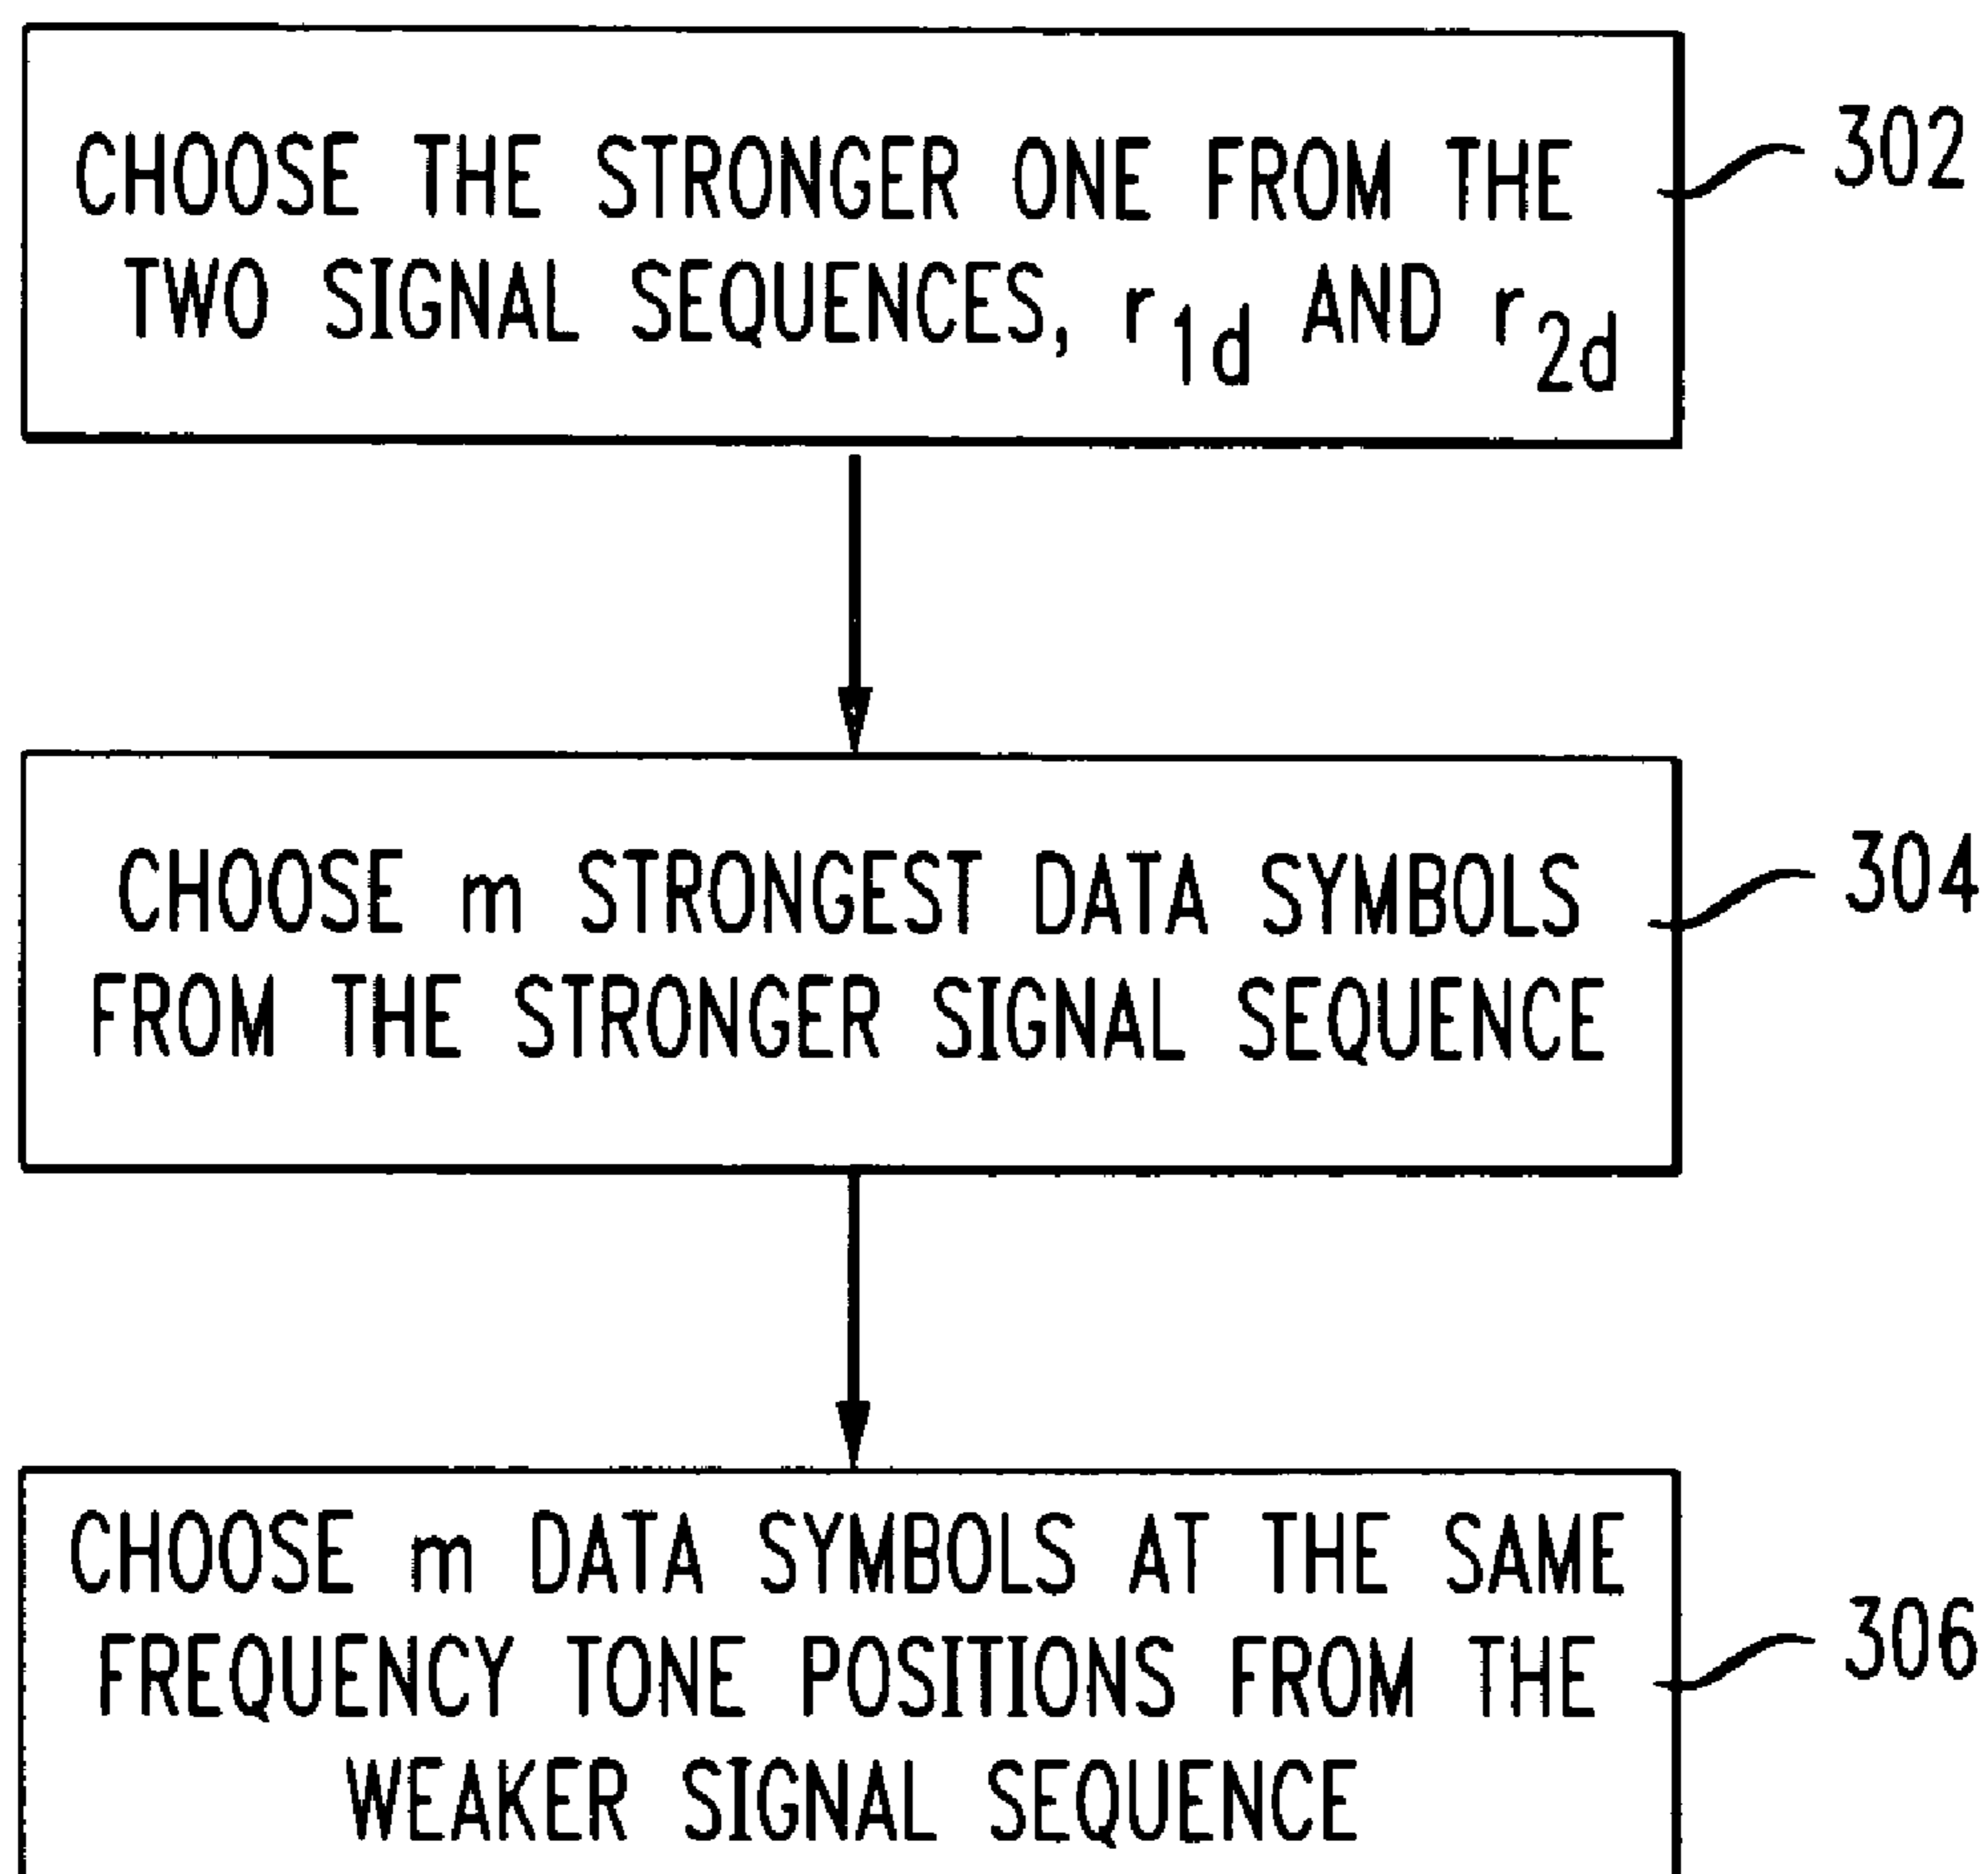 CHOOSE THE STRONGER ONE FROM THE
TWO SIGNAL SEQUENCES, r1d AND r2d
302
CHOOSE m STRONGEST DATA SYMBOLS
FROM THE STRONGER SIGNAL SEQUENCE
304
CHOOSE m DATA SYMBOLS AT THE SAME
FREQUENCY TONE POSITIONS FROM THE
WEAKER SIGNAL SEQUENCE
306